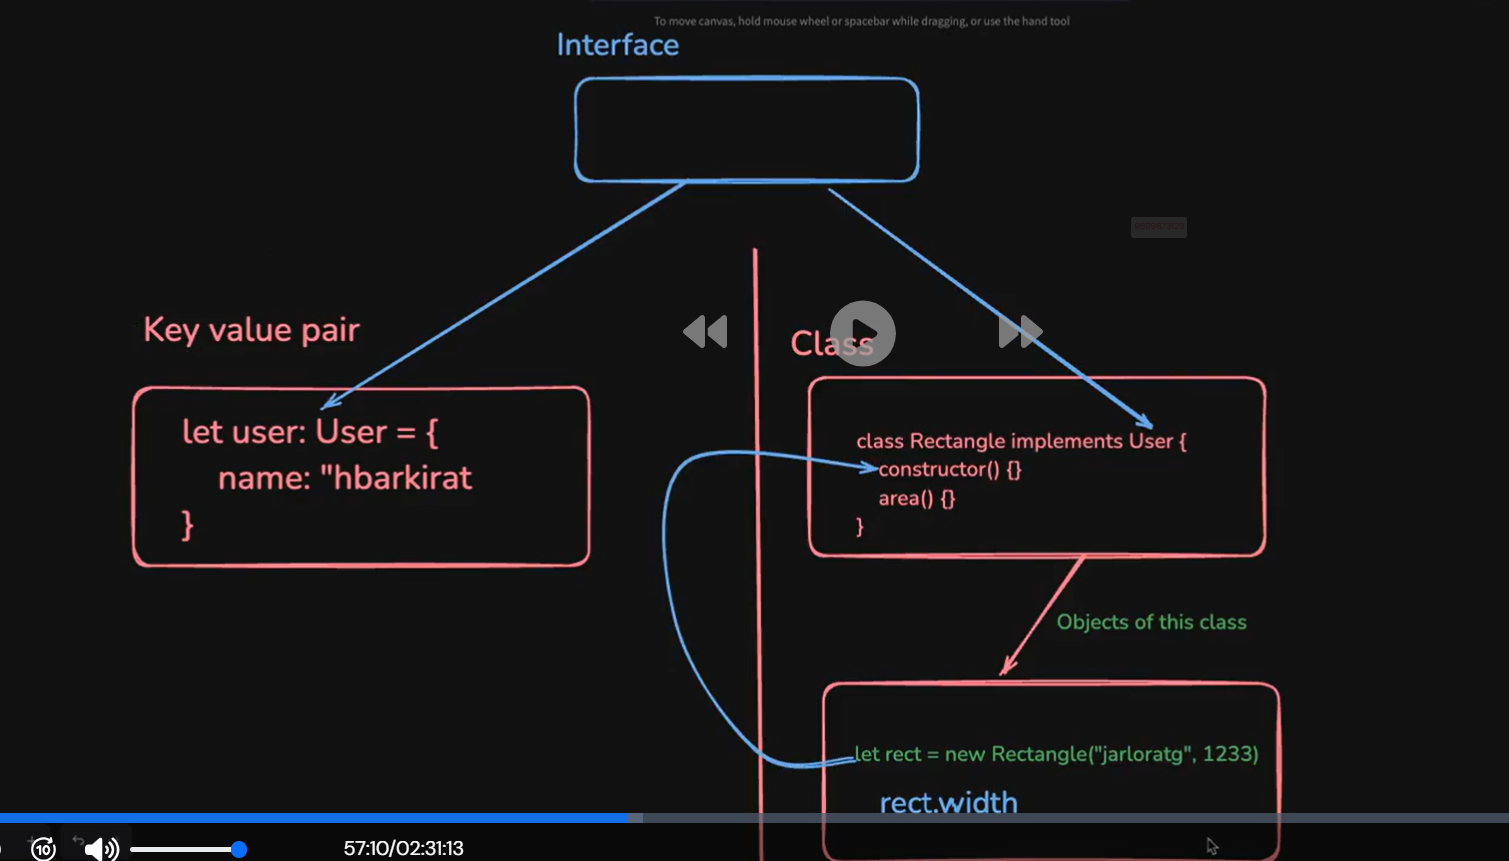 To move canvas, hold mouse wheel or spacebar while dragging, or use the hand tool
Interface
Key value pair
let user: User = {
name: "hbarkirat
}
Class
class Rectangle implements User {
constructor() {}
area() {}
}
Objects of this class
let rect = new Rectangle("jarloratg", 1233)
rect.width
10
57:10/02:31:13